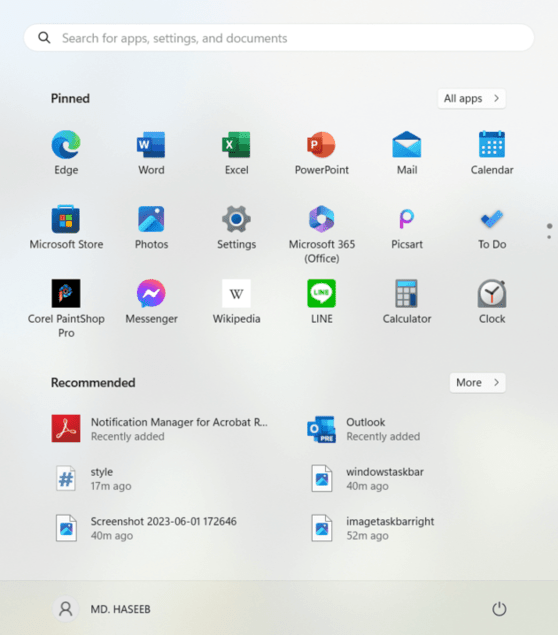 Search for apps, settings, and documents
Pinned
All apps
Edge
Word
Excel
PowerPoint
Mail
Calendar
Microsoft Store
Photos
Settings
Microsoft 365
(Office)
Picsart
To Do
Corel PaintShop
Pro
Messenger
Wikipedia
LINE
Calculator
Clock
Recommended
More
Notification Manager for Acrobat R...
Recently added
Outlook
Recently added
style
17m ago
windowstaskbar
40m ago
Screenshot 2023-06-01 172646
40m ago
imagetaskbarright
52m ago
MD. HASEEB